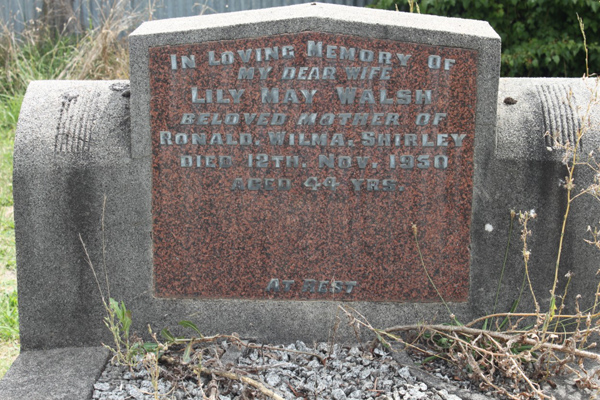 In Loving Memory Of
MY DEAR WIFE
LILY MAY WALSH
BELOVED MOTHER OF
RONALD. WILMA. SHIRLEY
DIED 12TH. NOV. 1950
AGED 44 YRS.
AT REST